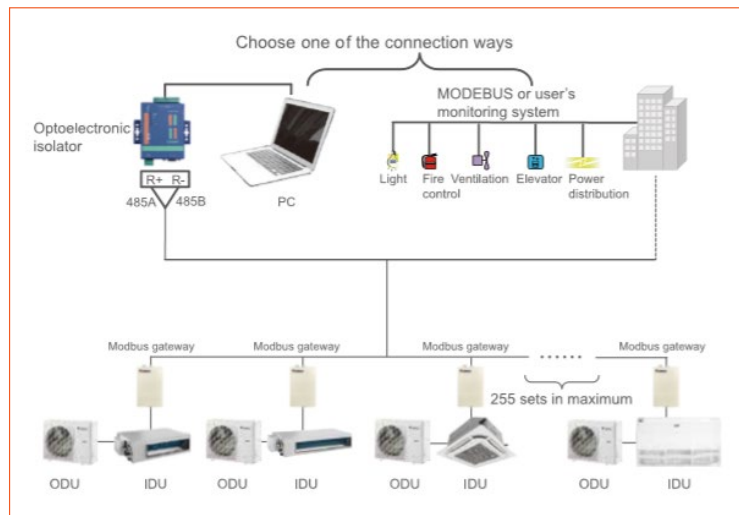 Choose one of the connection ways
MODEBUS or user's
monitoring system
Optoelectronic
isolator
R+ R-
485A 485B
PC
Light
Fire
control
Ventilation
Elevator
Power
distribution
Modbus gateway
Modbus gateway
Modbus gateway
Modbus gateway
255 sets in maximum
ODU
IDU
ODU
IDU
ODU
IDU
ODU
IDU